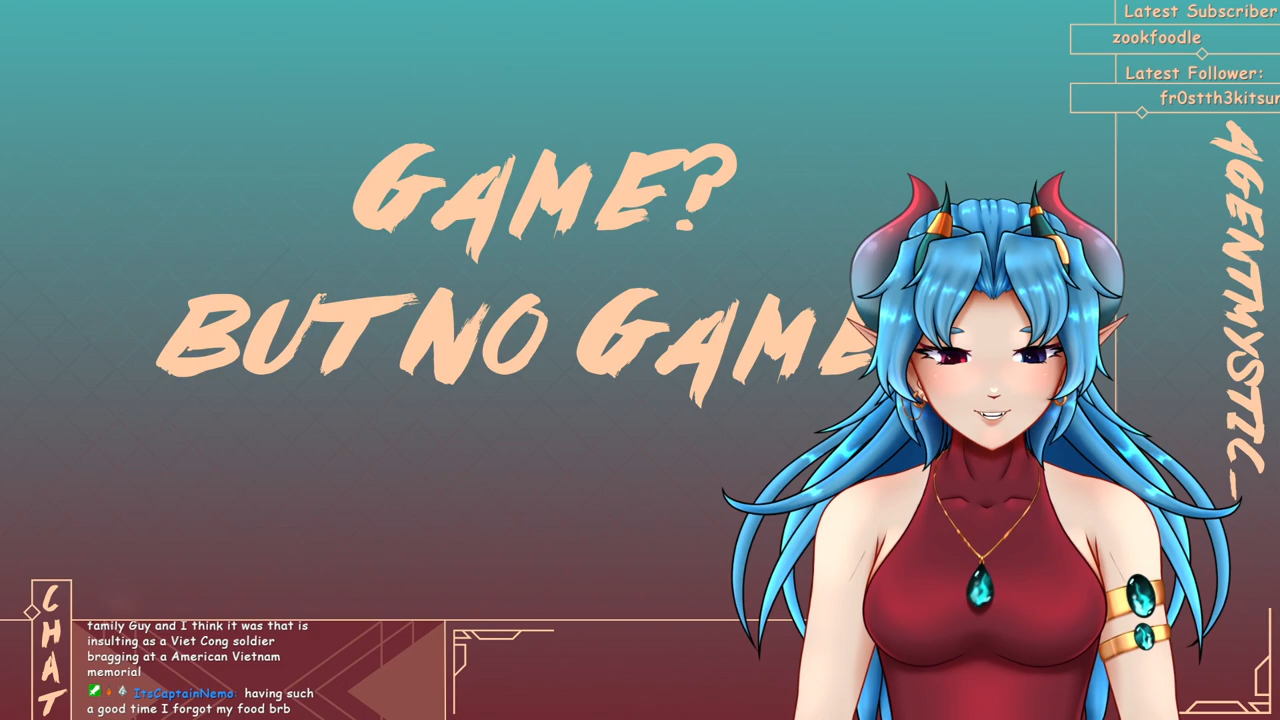 Latest Subscriber
zookfoodle
Latest Follower:
fr0stth3kitsun
GAME?
BUT NO GAME
AGENTMYSTIC_
CHAT
family Guy and I think it was that is
insulting as a Viet Cong soldier
bragging at a American Vietnam
memorial
ItsCaptainNemo: having such
a good time I forgot my food brb